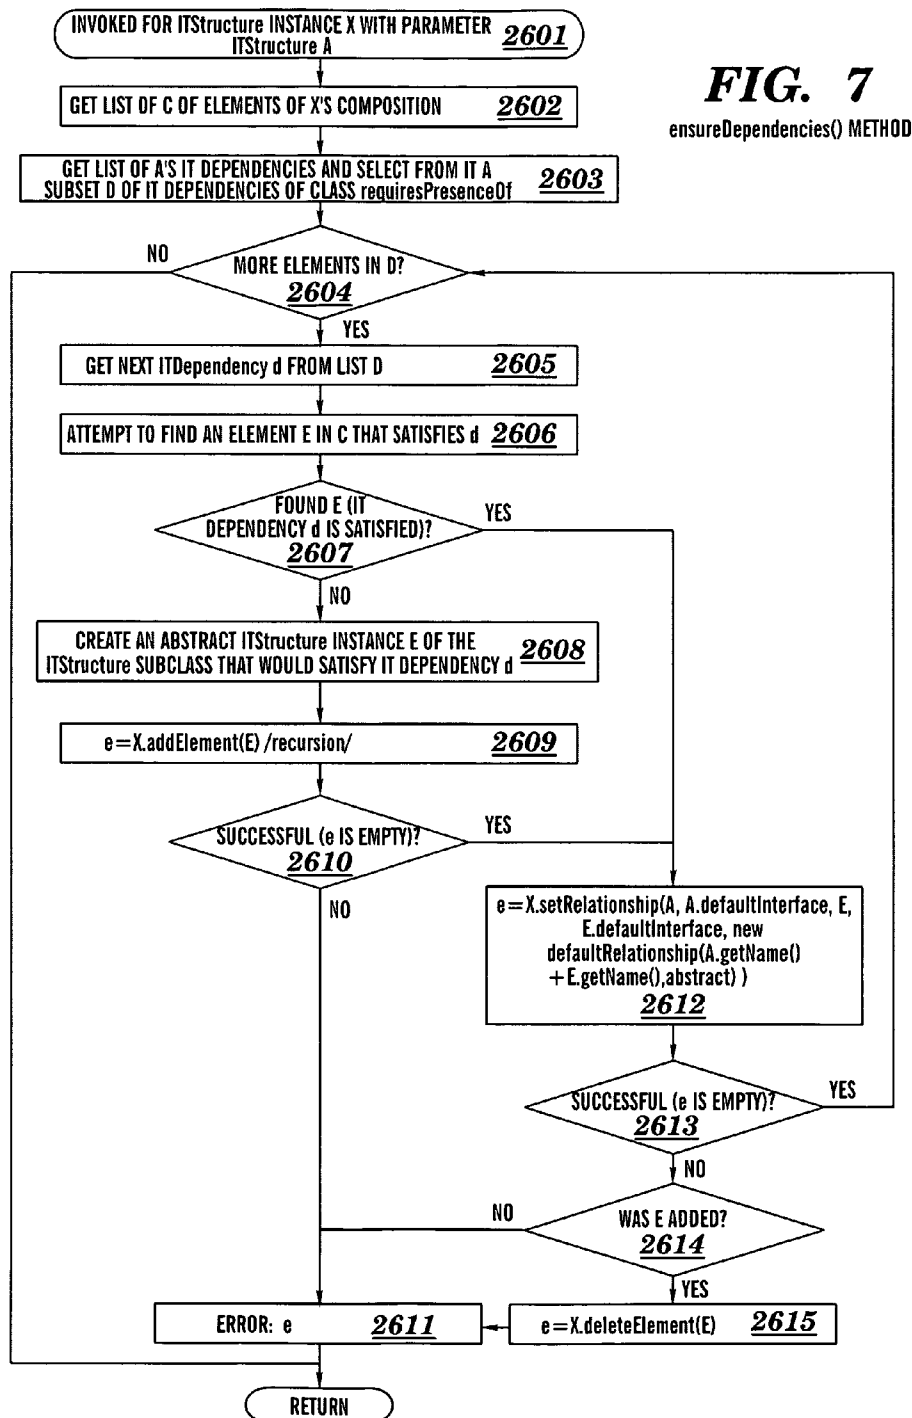 INVOKED FOR ITStructure INSTANCE X WITH PARAMETER
ITStructure A
2601
FIG. 7
ensureDependencies() METHOD
GET LIST OF C OF ELEMENTS OF X'S COMPOSITION 2602
GET LIST OF A'S IT DEPENDENCIES AND SELECT FROM IT A
SUBSET D OF IT DEPENDENCIES OF CLASS requiresPresenceOf
2603
NO
MORE ELEMENTS IN D?
2604
YES
GET NEXT ITDependency d FROM LIST D 2605
ATTEMPT TO FIND AN ELEMENT E IN C THAT SATISFIES d 2606
FOUND E (IT
DEPENDENCY d IS SATISFIED)?
2607
YES
NO
CREATE AN ABSTRACT ITStructure INSTANCE E OF THE
ITStructure SUBCLASS THAT WOULD SATISFY IT DEPENDENCY d
2608
e=X.addElement(E) /recursion/ 2609
SUCCESSFUL (e IS EMPTY)?
2610
YES
NO
e=X.setRelationship(A, A.defaultInterface, E,
E.defaultInterface, new
defaultRelationship(A.getName()
+E.getName(),abstract) )
2612
SUCCESSFUL (e IS EMPTY)?
2613
YES
NO
WAS E ADDED?
2614
NO
YES
ERROR: e 2611
e=X.deleteElement(E) 2615
RETURN